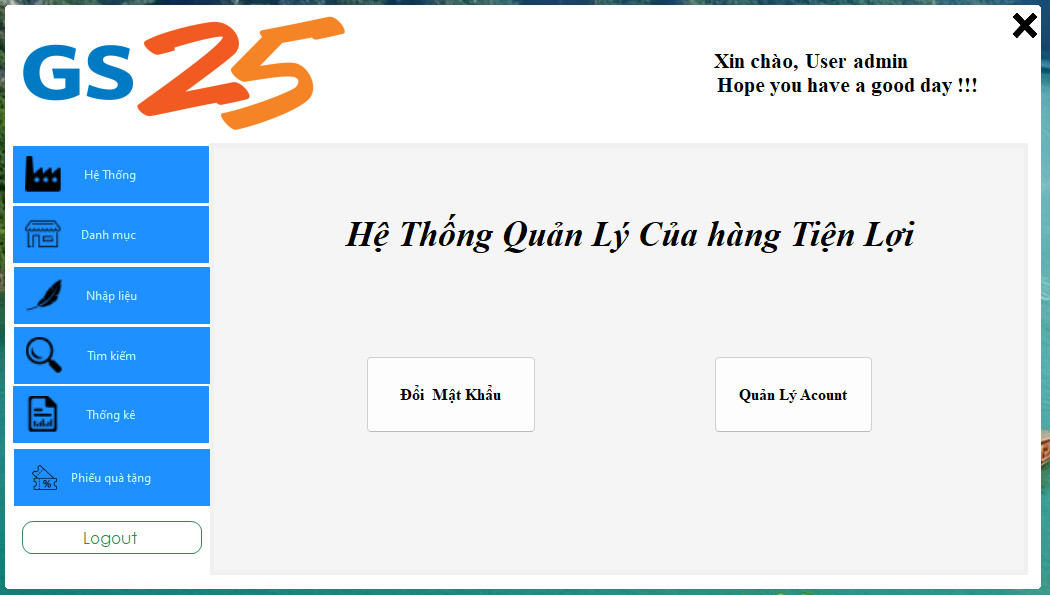 GS25
Xin chào, User admin
Hope you have a good day !!!
Hệ Thống
Danh mục
Nhập liệu
Tìm kiếm
Thống kê
Phiếu quà tặng
Logout
Hệ Thống Quản Lý Của hàng Tiện Lợi
Đổi Mật Khẩu
Quản Lý Acount